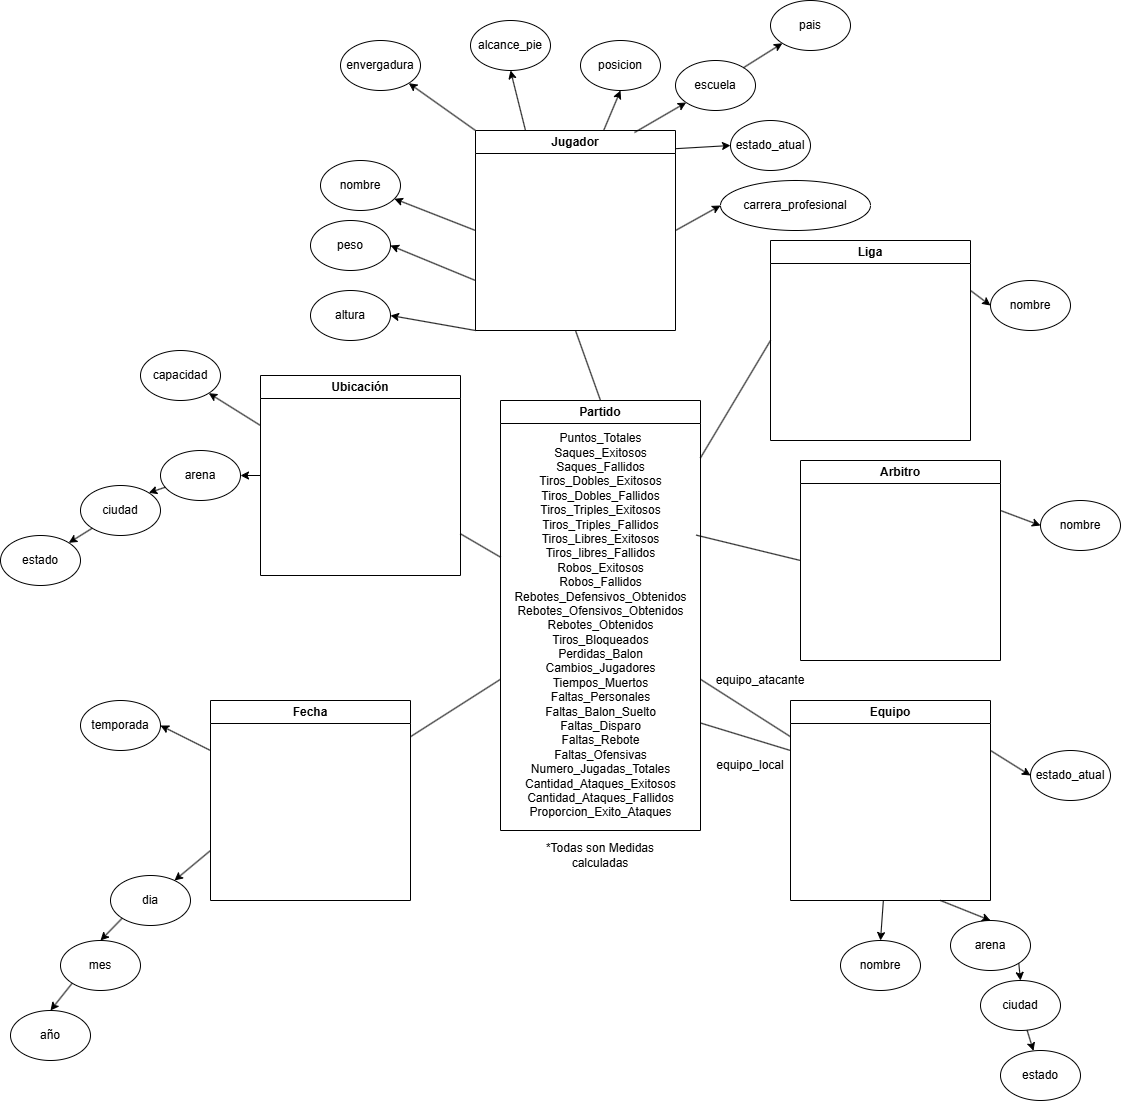 pais
alcance_pie
envergadura
posicion
escuela
Jugador
estado_atual
nombre
carrera_profesional
peso
Liga
altura
nombre
capacidad
Ubicación
Partido
Puntos_Totales
Saques_Exitosos
Saques_Fallidos
Tiros_Dobles_Exitosos
Tiros_Dobles_Fallidos
Tiros_Triples_Exitosos
Tiros_Triples_Fallidos
Tiros_Libres_Exitosos
Tiros_libres_Fallidos
Robos_Exitosos
Robos_Fallidos
Rebotes_Defensivos_Obtenidos
Rebotes_Ofensivos_Obtenidos
Rebotes_Obtenidos
Tiros_Bloqueados
Perdidas_Balon
Cambios_Jugadores
Tiempos_Muertos
Faltas_Personales
Faltas_Balon_Suelto
Faltas_Disparo
Faltas_Rebote
Faltas_Ofensivas
Numero_Jugadas_Totales
Cantidad_Ataques_Exitosos
Cantidad_Ataques_Fallidos
Proporcion_Exito_Ataques
*Todas son Medidas
calculadas
arena
ciudad
estado
Arbitro
nombre
equipo_atacante
equipo_local
Fecha
temporada
dia
mes
año
Equipo
estado_atual
nombre
arena
ciudad
estado